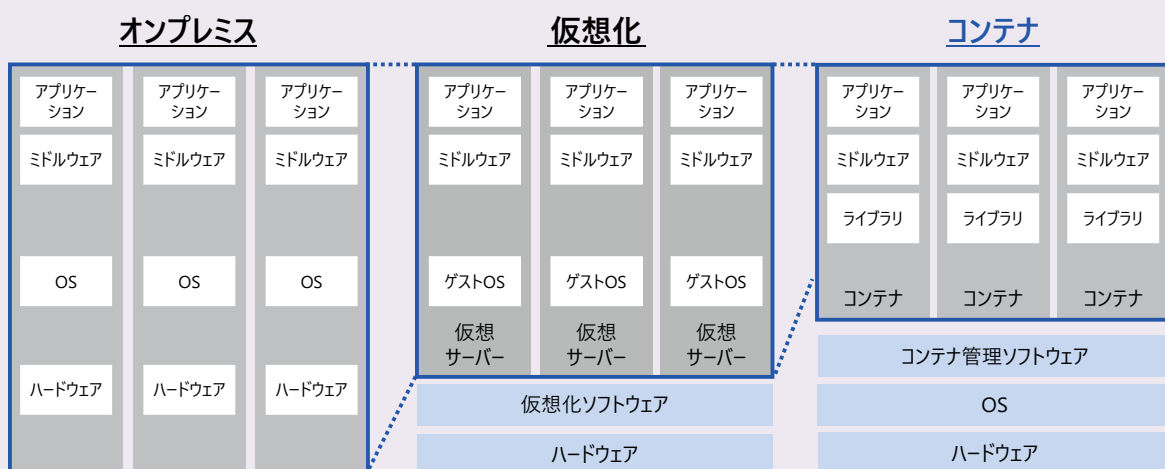 オンプレミス
アプリケー
ション
アプリケー
ション
アプリケー
ション
ミドルウェア
ミドルウェア
ミドルウェア
OS
OS
OS
ハードウェア
ハードウェア
ハードウェア
仮想化
アプリケー
ション
アプリケー
ション
アプリケー
ション
ミドルウェア
ミドルウェア
ミドルウェア
ゲストOS
ゲストOS
ゲストOS
仮想
サーバー
仮想
サーバー
仮想
サーバー
仮想化ソフトウェア
ハードウェア
コンテナ
アプリケー
ション
アプリケー
ション
アプリケー
ション
ミドルウェア
ミドルウェア
ミドルウェア
ライブラリ
ライブラリ
ライブラリ
コンテナ
コンテナ
コンテナ
コンテナ管理ソフトウェア
OS
ハードウェア